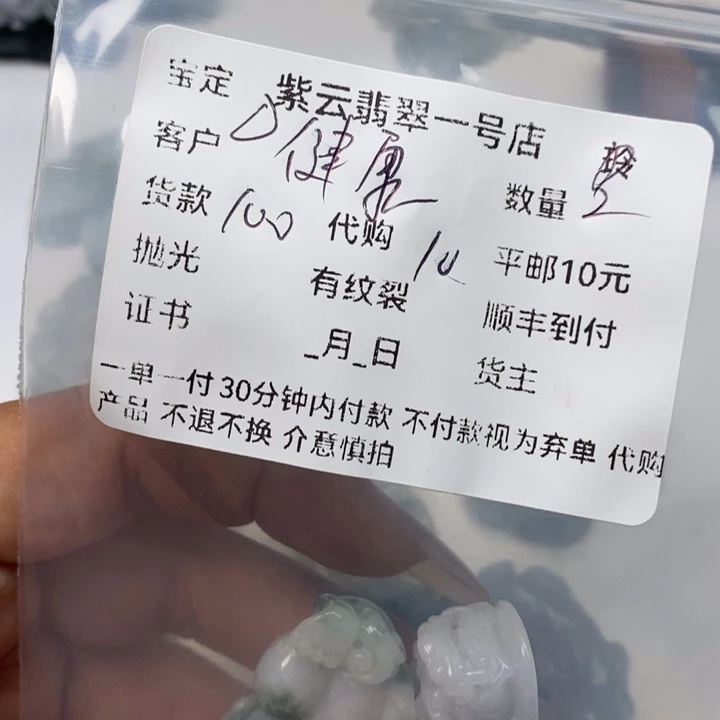 宝定 紫云翡翠一号店
客户 健康 数量 2
货款 100 代购 10 平邮10元
抛光 有纹裂 顺丰到付
证书 _月_日 货主
一单一付 30分钟内付款 不付款视为弃单 代购
产品 不退不换 介意慎拍